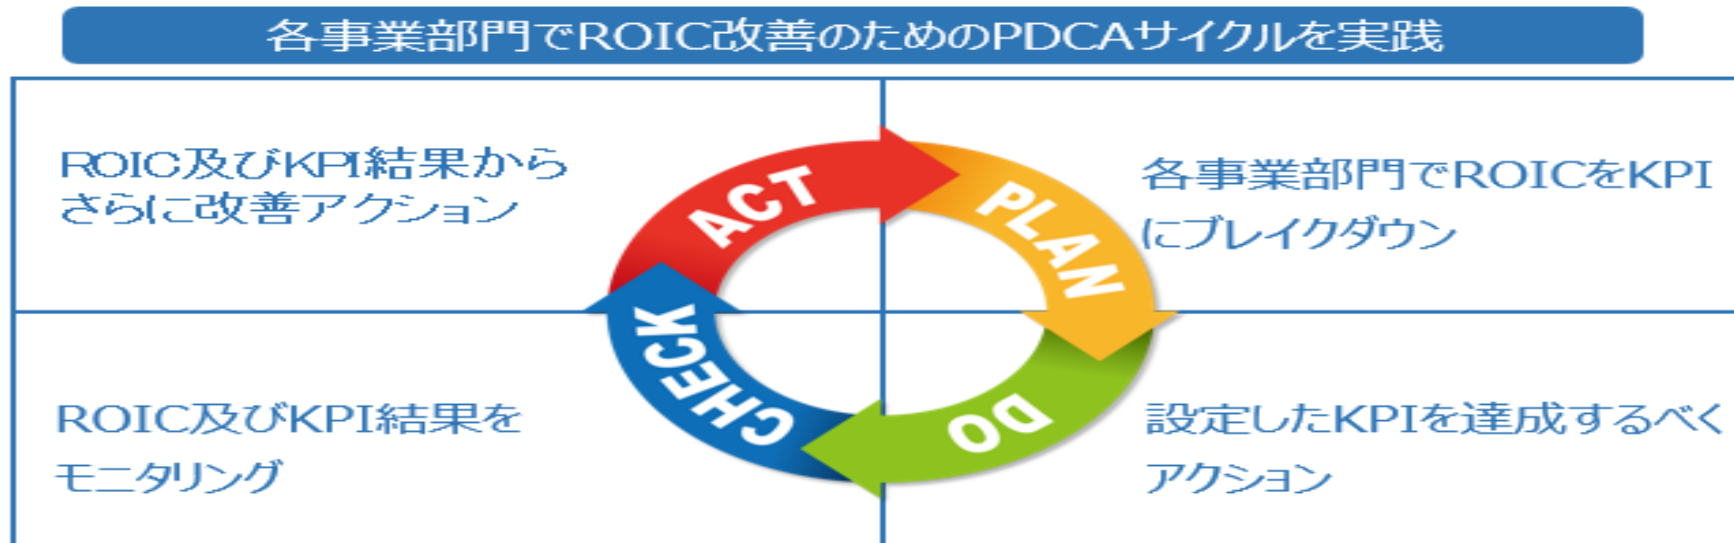 各事業部門でROIC改善のためのPDCAサイクルを実践
ROIC及びKPI結果から
さらに改善アクション
ACT
PLAN
各事業部門でROICをKPI
にブレイクダウン
ROIC及びKPI結果を
モニタリング
CHECK
DO
設定したKPIを達成するべく
アクション